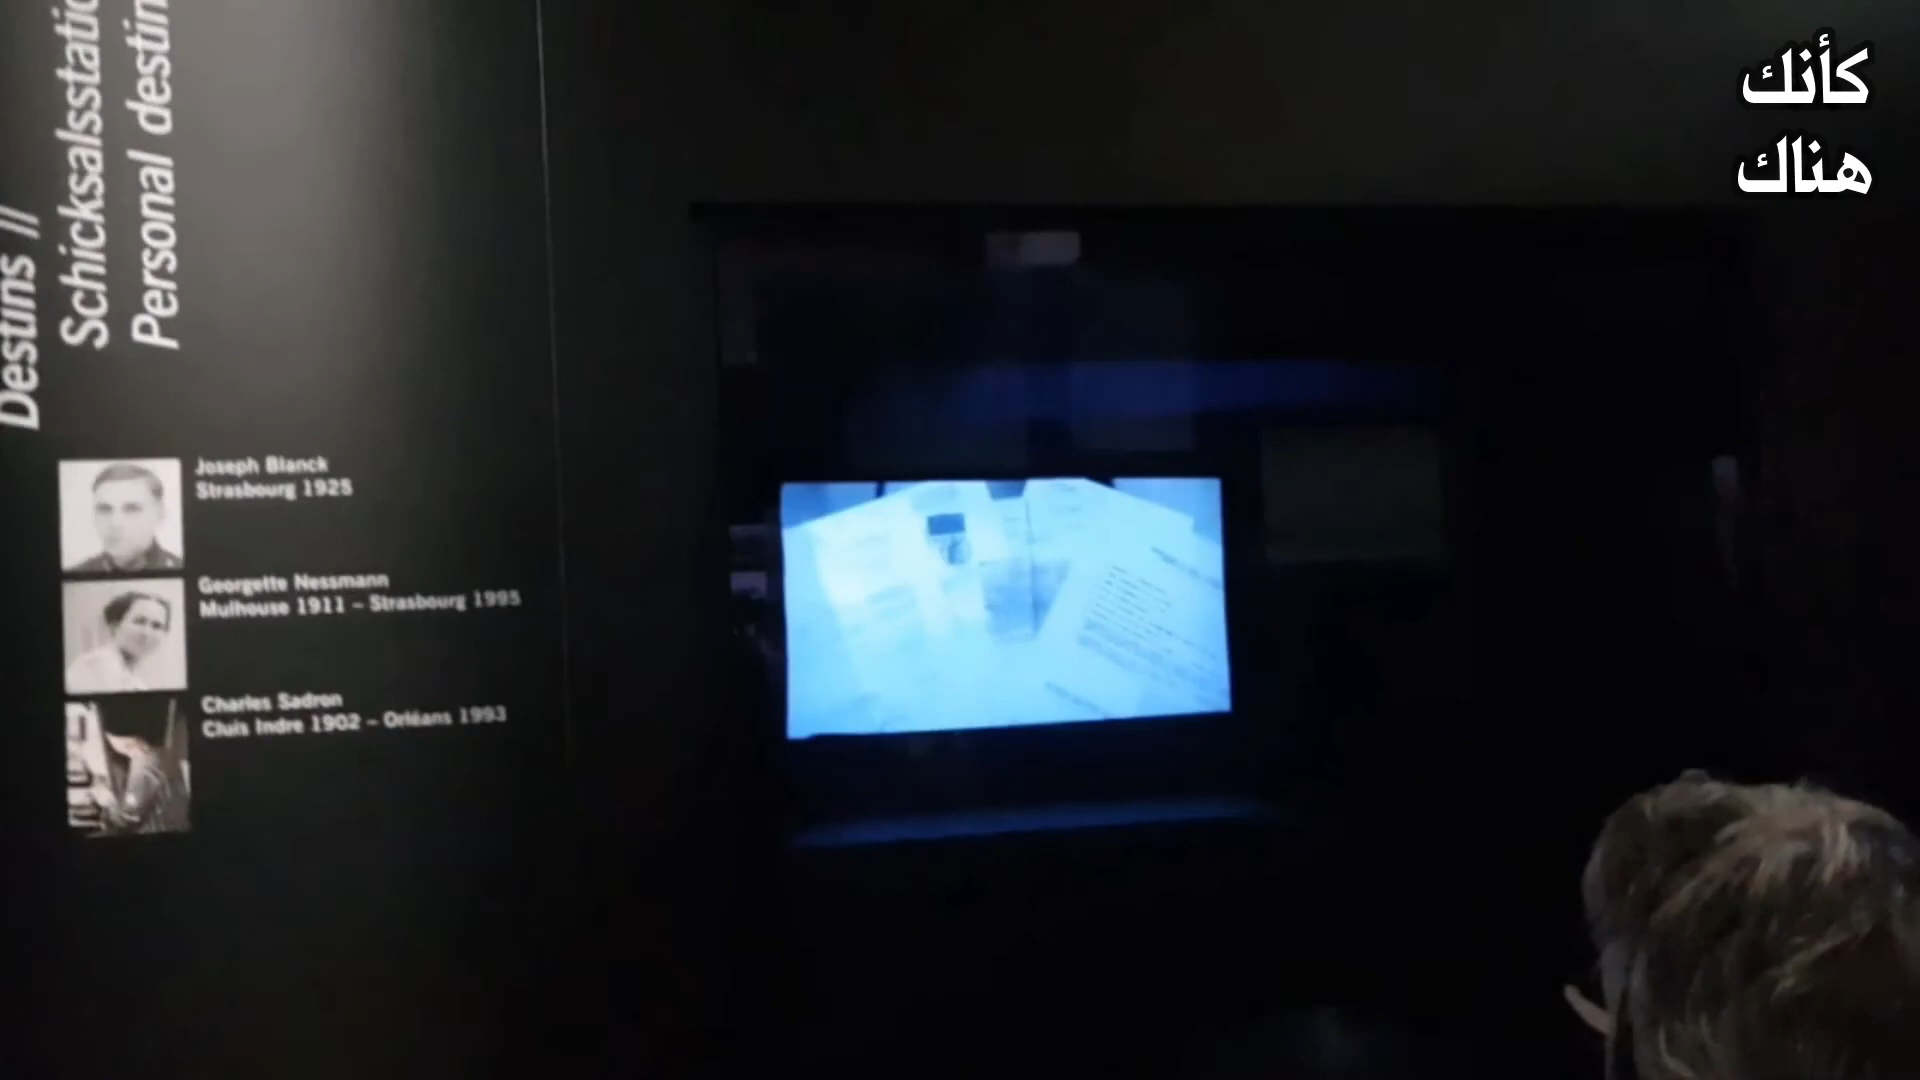 Destins //
Schicksalsstatio
Personal destin
Joseph Blanck
Strasbourg 1925
Georgette Nessmann
Mulhouse 1911 – Strasbourg 1995
Charles Sadron
Cluis Indre 1902 – Orléans 1993
كأنك
هناك